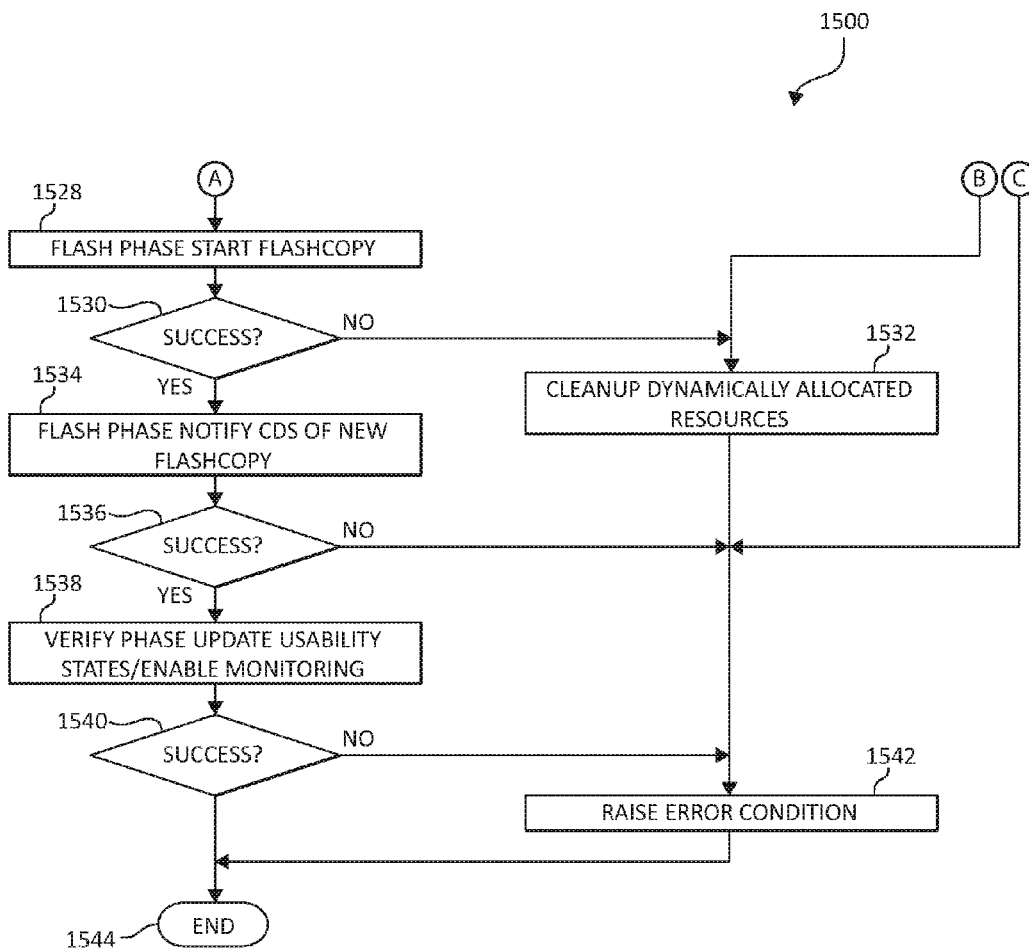 1500
A
B
C
1528
FLASH PHASE START FLASHCOPY
1530
SUCCESS?
NO
YES
1532
CLEANUP DYNAMICALLY ALLOCATED
RESOURCES
1534
FLASH PHASE NOTIFY CDS OF NEW
FLASHCOPY
1536
SUCCESS?
NO
YES
1538
VERIFY PHASE UPDATE USABILITY
STATES/ENABLE MONITORING
1540
SUCCESS?
NO
1542
RAISE ERROR CONDITION
END
1544